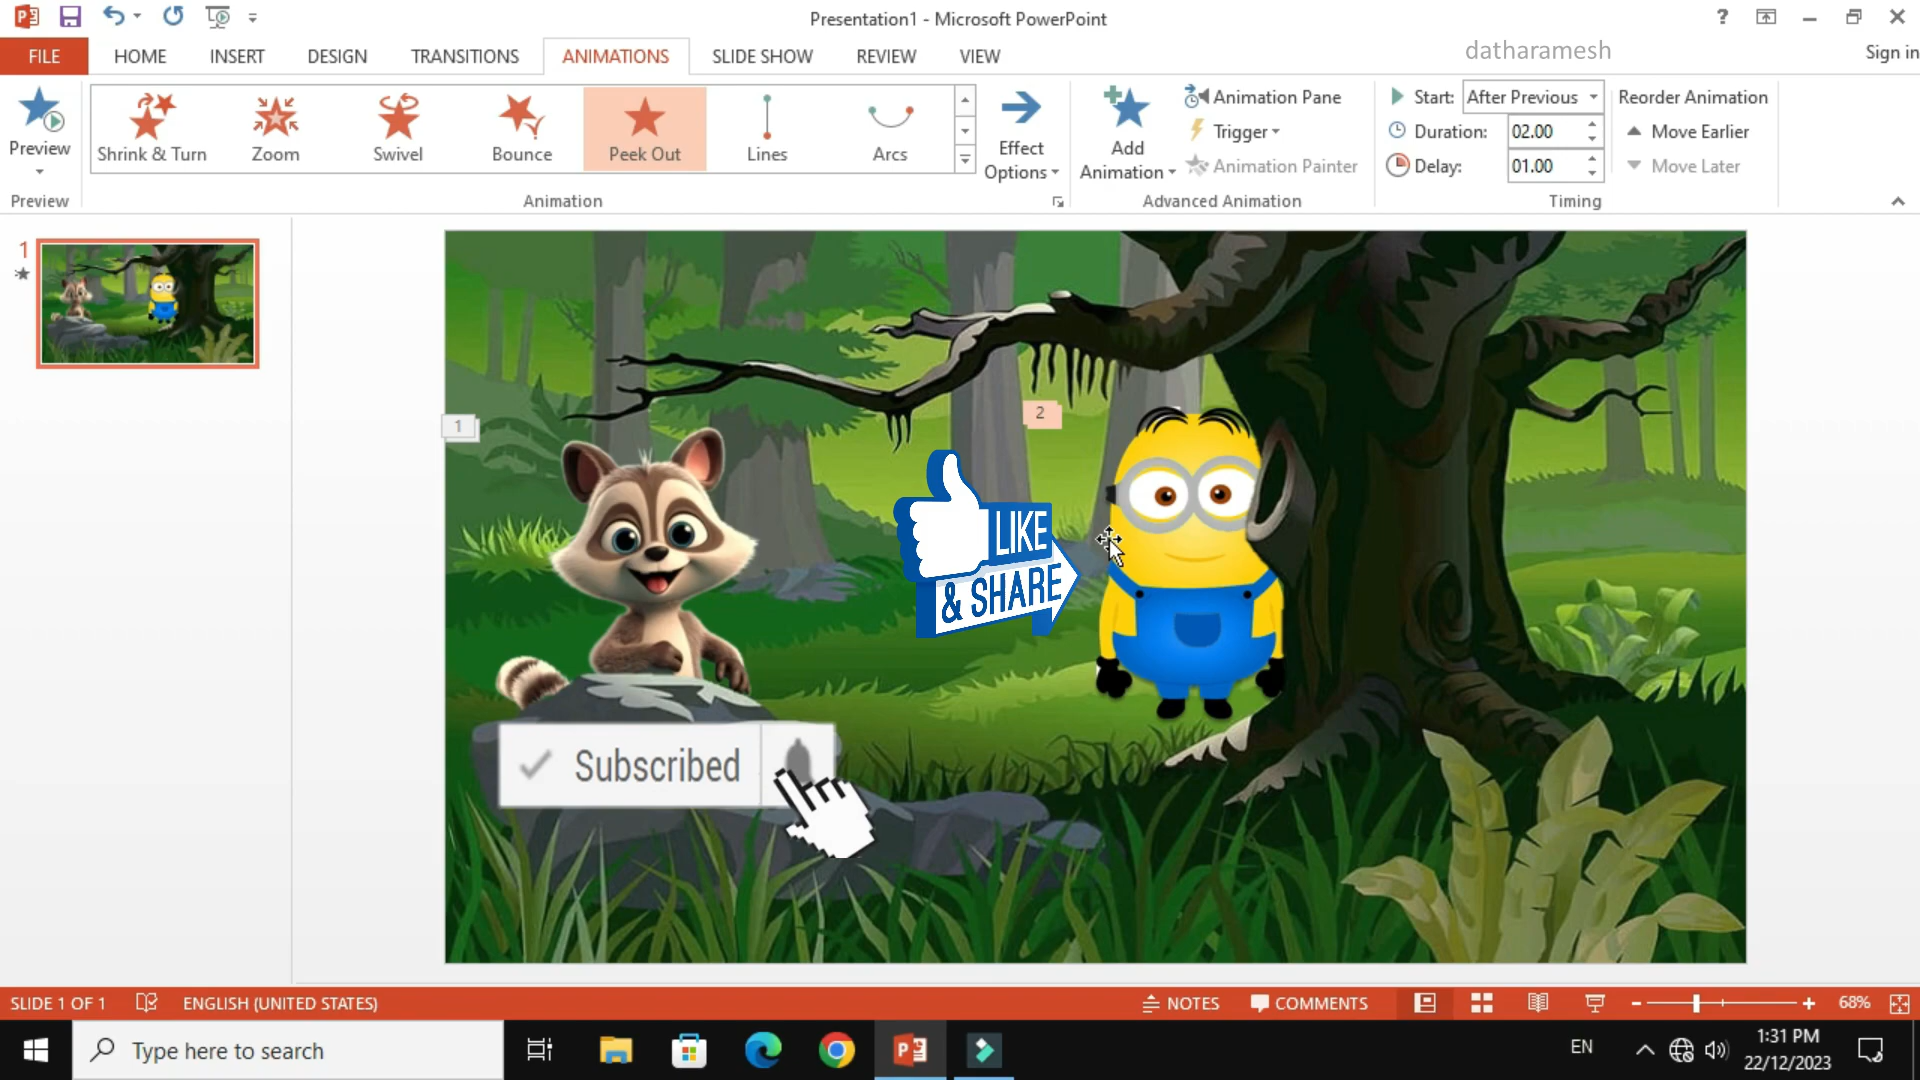 Presentation1 - Microsoft PowerPoint
?
FILE
HOME
INSERT
DESIGN
TRANSITIONS
ANIMATIONS
SLIDE SHOW
REVIEW
VIEW
datharamesh
Sign in
Preview
Shrink & Turn
Zoom
Swivel
Bounce
Peek Out
Lines
Arcs
Effect
Options
Add
Animation
Animation Pane
Trigger
Animation Painter
Start: After Previous
Duration: 02.00
Delay: 01.00
Reorder Animation
Move Earlier
Move Later
Preview
Animation
Advanced Animation
Timing
1
1
2
LIKE
& SHARE
Subscribed
SLIDE 1 OF 1
ENGLISH (UNITED STATES)
NOTES
COMMENTS
68%
Type here to search
EN
1:31 PM
22/12/2023